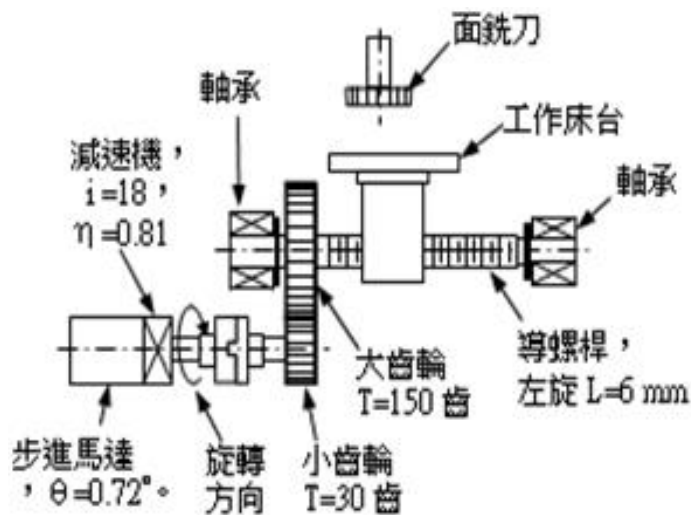 面銑刀
軸承
工作床台
減速機，
i=18，
η=0.81
軸承
大齒輪
T=150 齒
導螺桿，
左旋 L=6 mm
步進馬達
，θ=0.72°。
旋轉
方向
小齒輪
T=30 齒